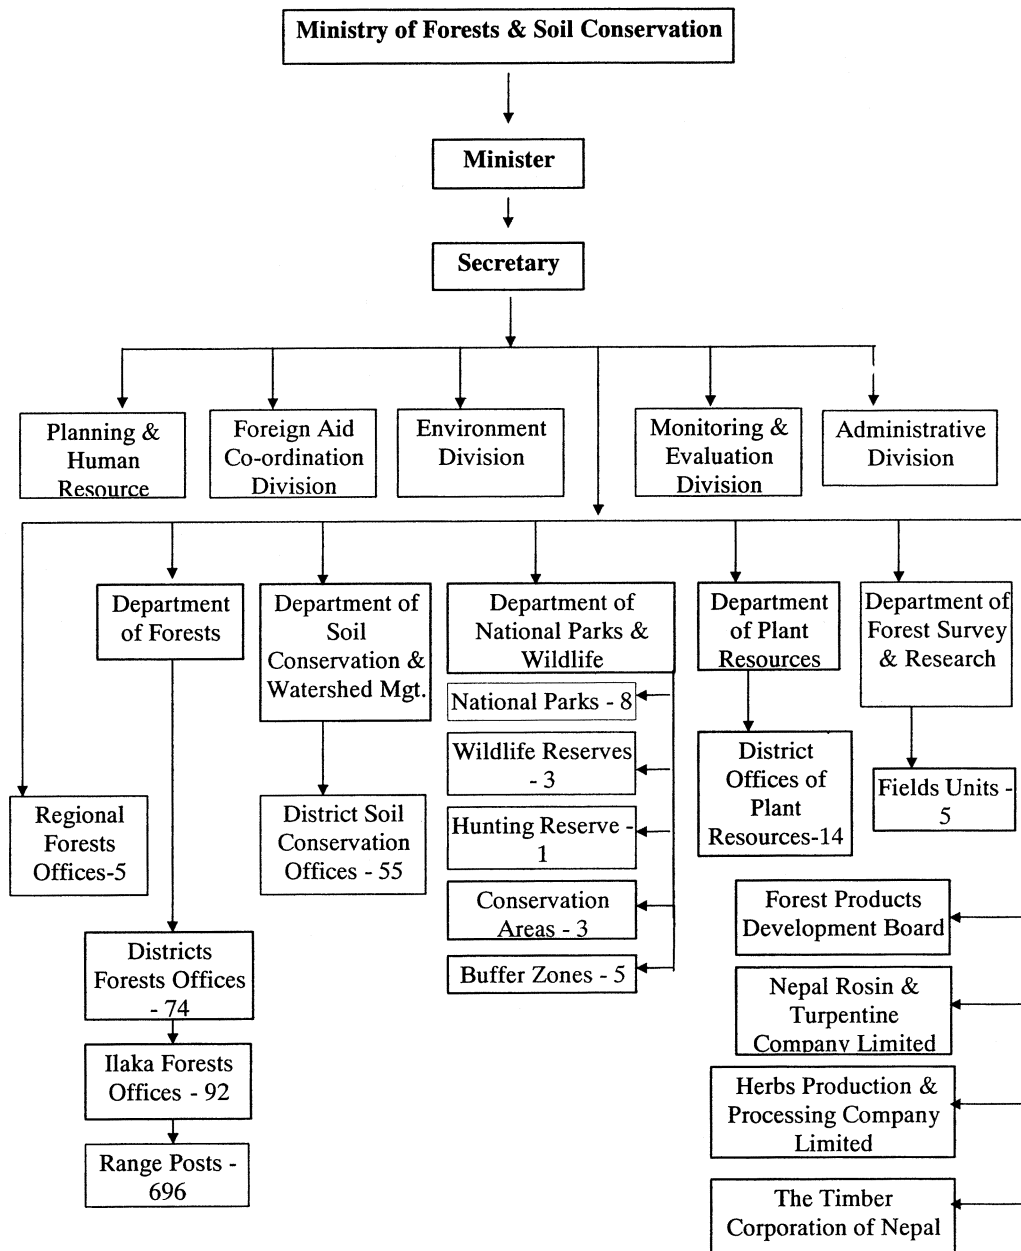 Ministry of Forests & Soil Conservation
Minister
Secretary
Planning &
Human
Resource
Foreign Aid
Co-ordination
Division
Environment
Division
Monitoring &
Evaluation
Division
Administrative
Division
Department
of Forests
Department of
Soil
Conservation &
Watershed Mgt.
Department of
National Parks &
Wildlife
Department
of Plant
Resources
Department of
Forest Survey
& Research
National Parks - 8
Wildlife Reserves
- 3
Hunting Reserve -
1
Conservation
Areas - 3
Buffer Zones - 5
District
Offices of
Plant
Resources-14
Fields Units -
5
Regional
Forests
Offices-5
District Soil
Conservation
Offices - 55
Districts
Forests Offices
- 74
Ilaka Forests
Offices - 92
Range Posts -
696
Forest Products
Development Board
Nepal Rosin &
Turpentine
Company Limited
Herbs Production &
Processing Company
Limited
The Timber
Corporation of Nepal